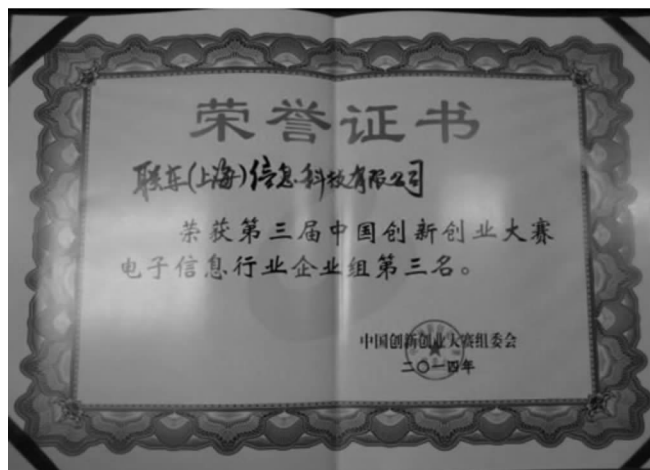 荣誉证书
联车(上海)信息科技有限公司
荣获第三届中国创新创业大赛
电子信息行业企业组第三名。
中国创新创业大赛组委会
二〇一四年